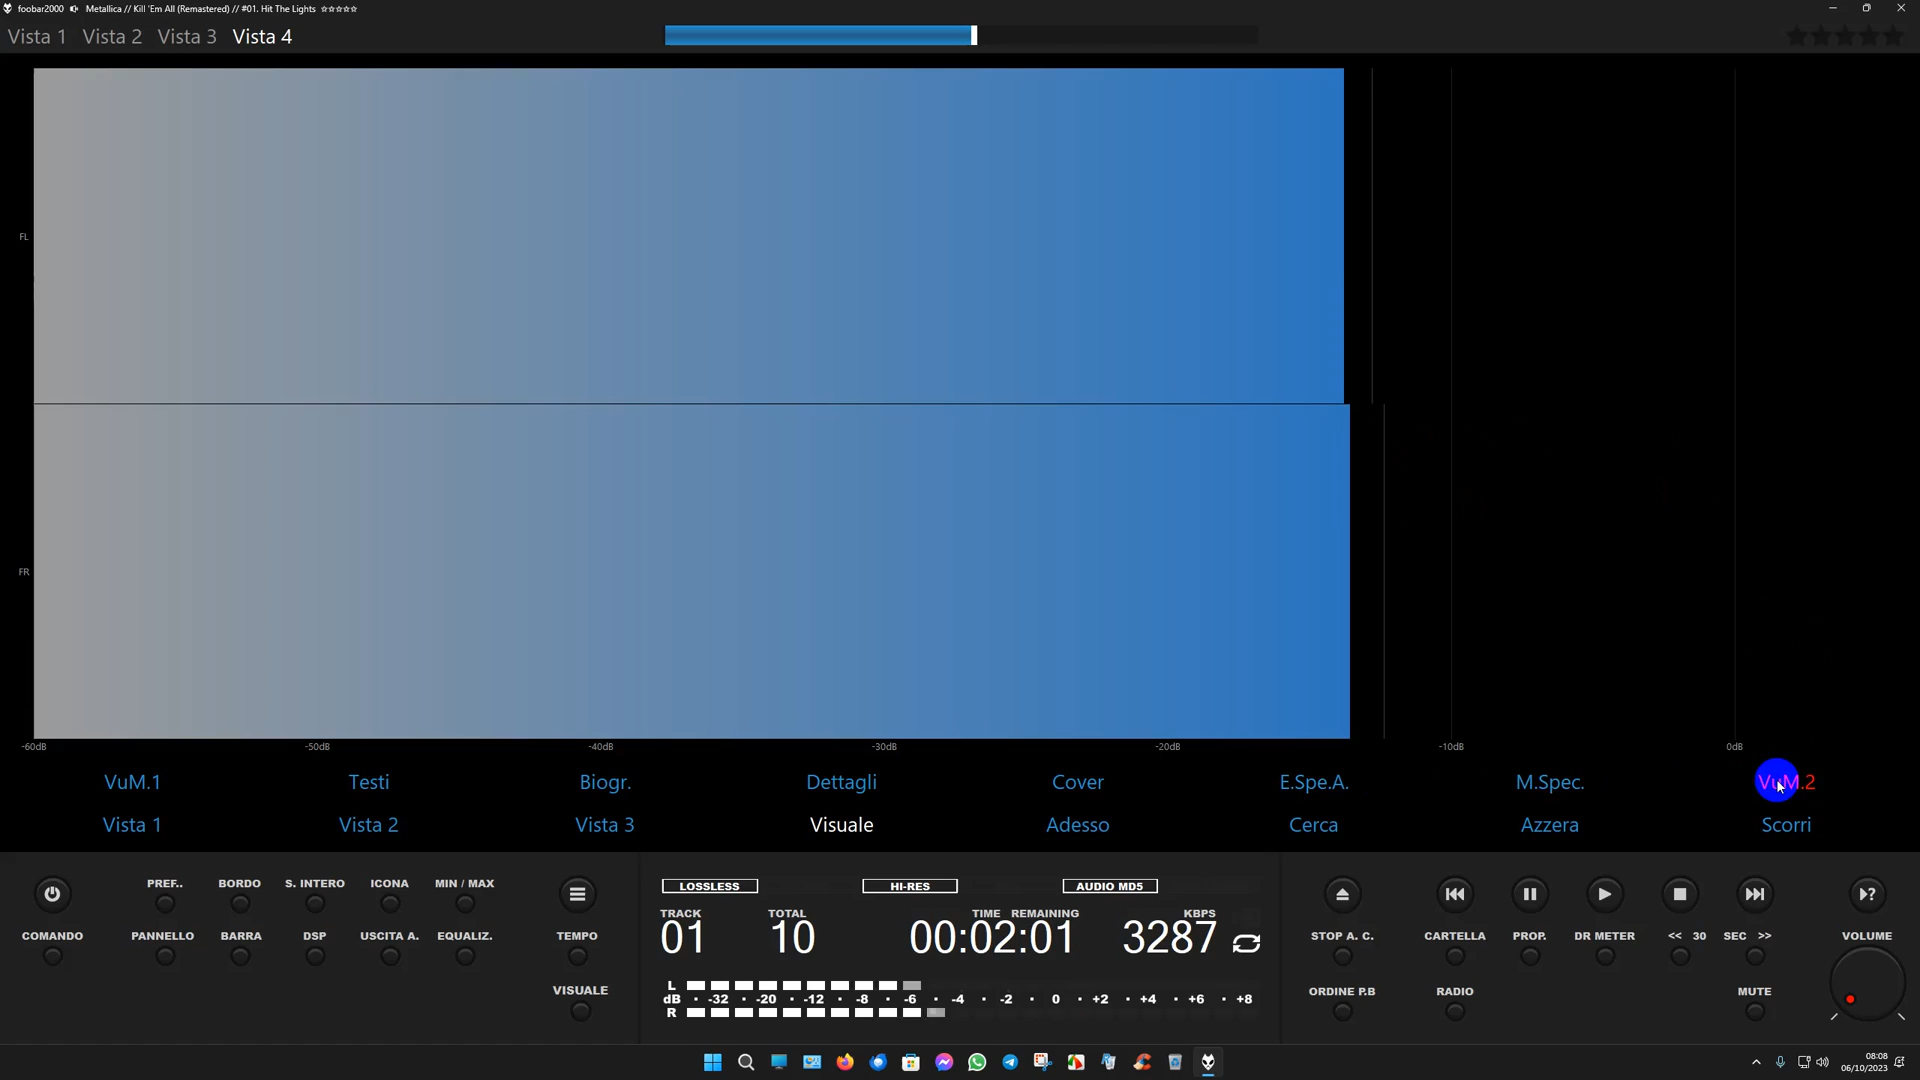 foobar2000 Metallica // Kill 'Em All (Remastered) // #01. Hit The Lights ☆☆☆☆☆
Vista 1 Vista 2 Vista 3 Vista 4
FL
FR
-60dB -50dB -40dB -30dB -20dB -10dB 0dB
VuM.1 Testi Biogr. Dettagli Cover E.Spe.A. M.Spec. VuM.2
Vista 1 Vista 2 Vista 3 Visuale Adesso Cerca Azzera Scorri
PREF.. BORDO S. INTERO ICONA MIN / MAX
COMANDO PANNELLO BARRA DSP USCITA A. EQUALIZ. TEMPO
VISUALE
LOSSLESS HI-RES AUDIO MD5
TRACK TOTAL TIME REMAINING KBPS
01 10 00:02:01 3287
L
dB · -32 · -20 · -12 · -8 · -6 · -4 · -2 · 0 · +2 · +4 · +6 · +8
R
STOP A. C. CARTELLA PROP. DR METER << 30 SEC >> VOLUME
ORDINE P.B RADIO MUTE
08:08
06/10/2023